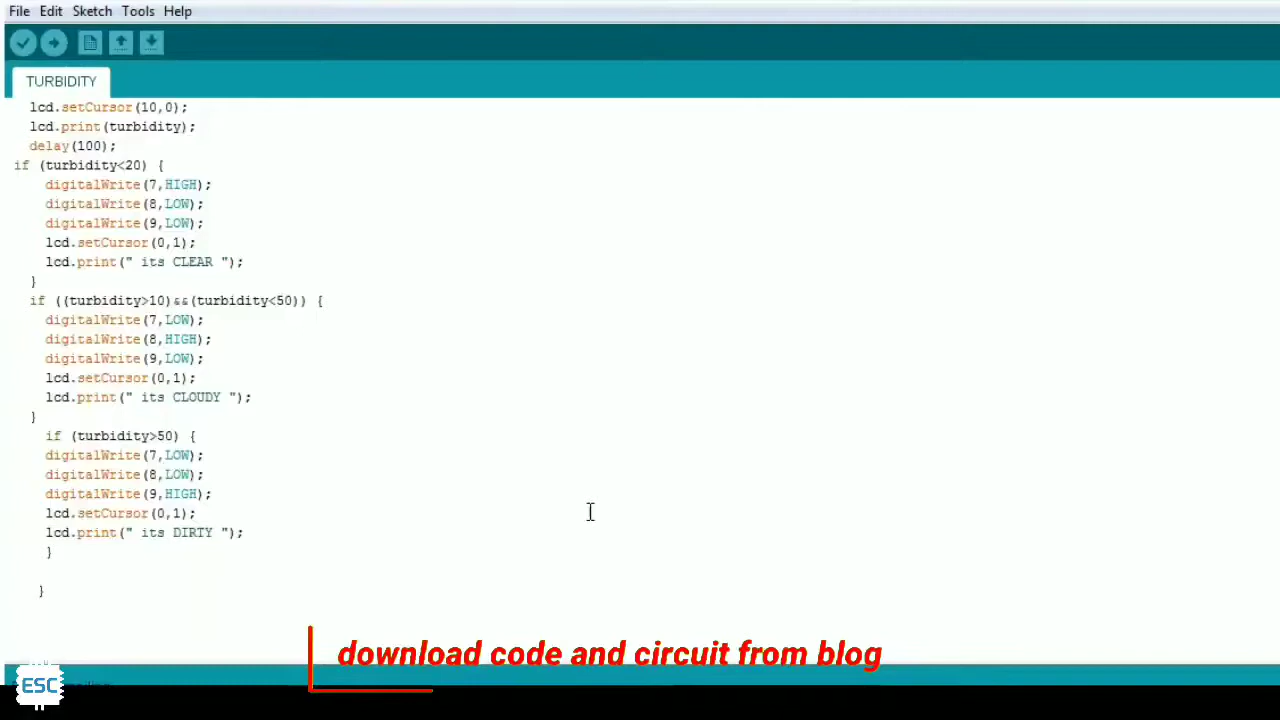 File Edit Sketch Tools Help
TURBIDITY
lcd.setCursor(10,0);
lcd.print(turbidity);
delay(100);
if (turbidity<20) {
digitalWrite(7,HIGH);
digitalWrite(8,LOW);
digitalWrite(9,LOW);
lcd.setCursor(0,1);
lcd.print(" its CLEAR ");
}
if ((turbidity>10)&&(turbidity<50)) {
digitalWrite(7,LOW);
digitalWrite(8,HIGH);
digitalWrite(9,LOW);
lcd.setCursor(0,1);
lcd.print(" its CLOUDY ");
}
if (turbidity>50) {
digitalWrite(7,LOW);
digitalWrite(8,LOW);
digitalWrite(9,HIGH);
lcd.setCursor(0,1);
lcd.print(" its DIRTY ");
}
}
download code and circuit from blog
ESC